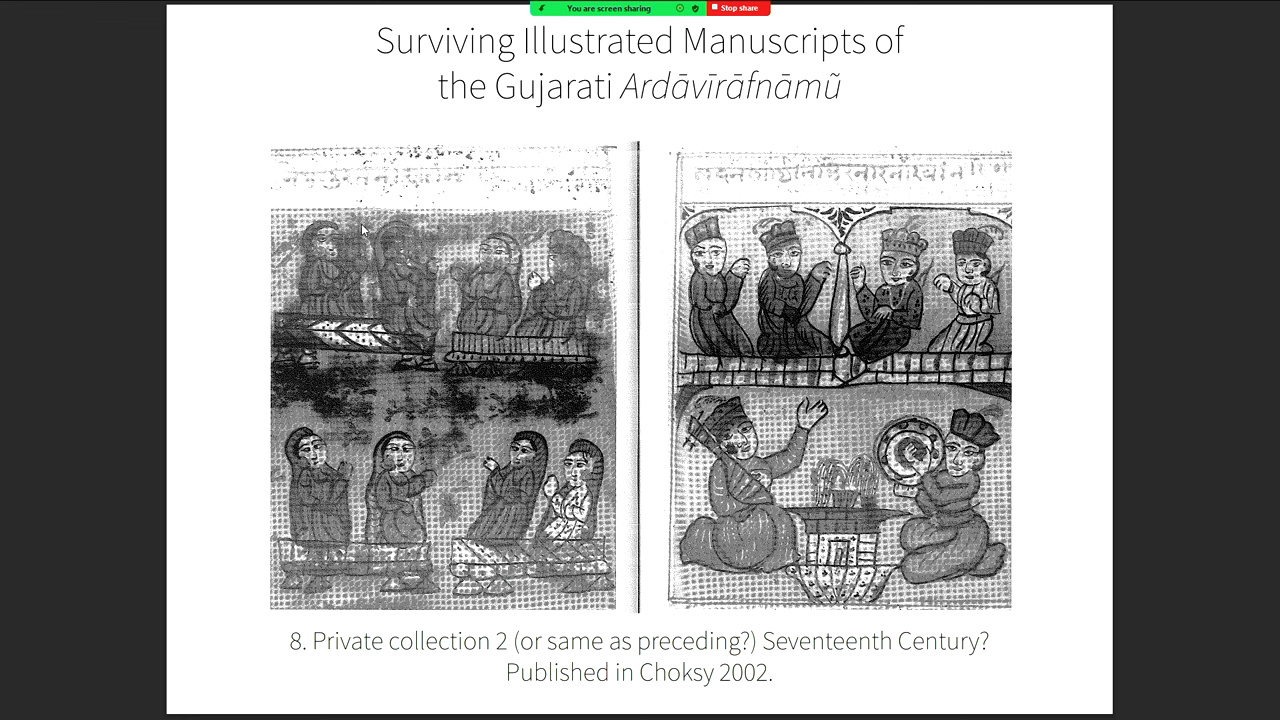 You are screen sharing
Stop share
Surviving Illustrated Manuscripts of
the Gujarati Ardāvīrāfnāmũ
8. Private collection 2 (or same as preceding?) Seventeenth Century?
Published in Choksy 2002.